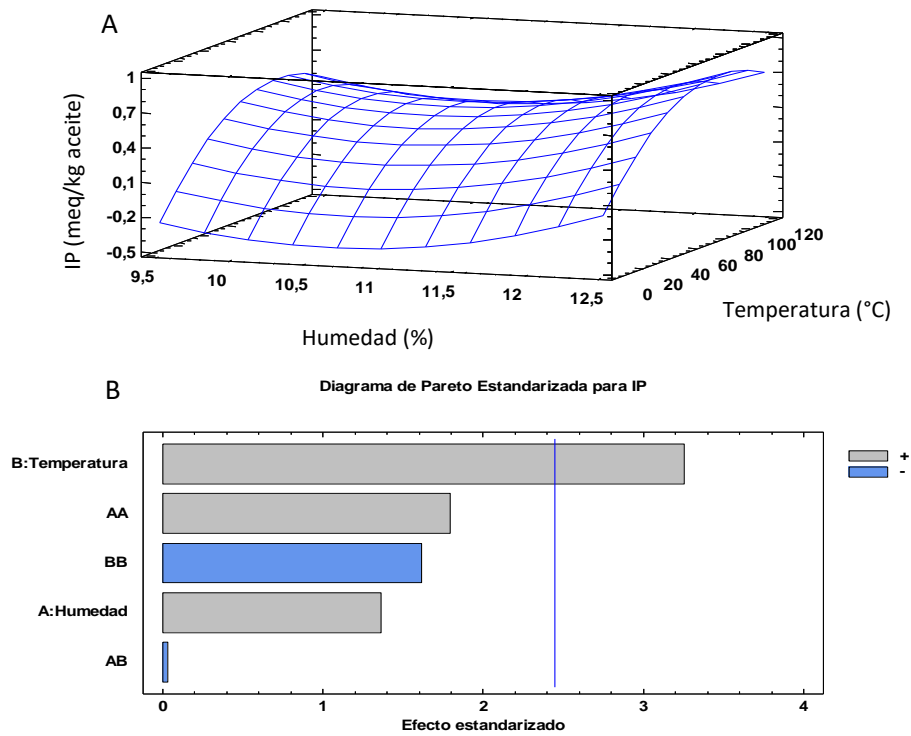 A
IP (meq/kg aceite)
1
0,7
0,4
0,1
-0,2
-0,5
9,5 10 10,5 11 11,5 12 12,5
0 20 40 60 80 100 120
Humedad (%)
Temperatura (°C)
B
Diagrama de Pareto Estandarizada para IP
B:Temperatura
AA
BB
A:Humedad
AB
+
-
0 1 2 3 4
Efecto estandarizado